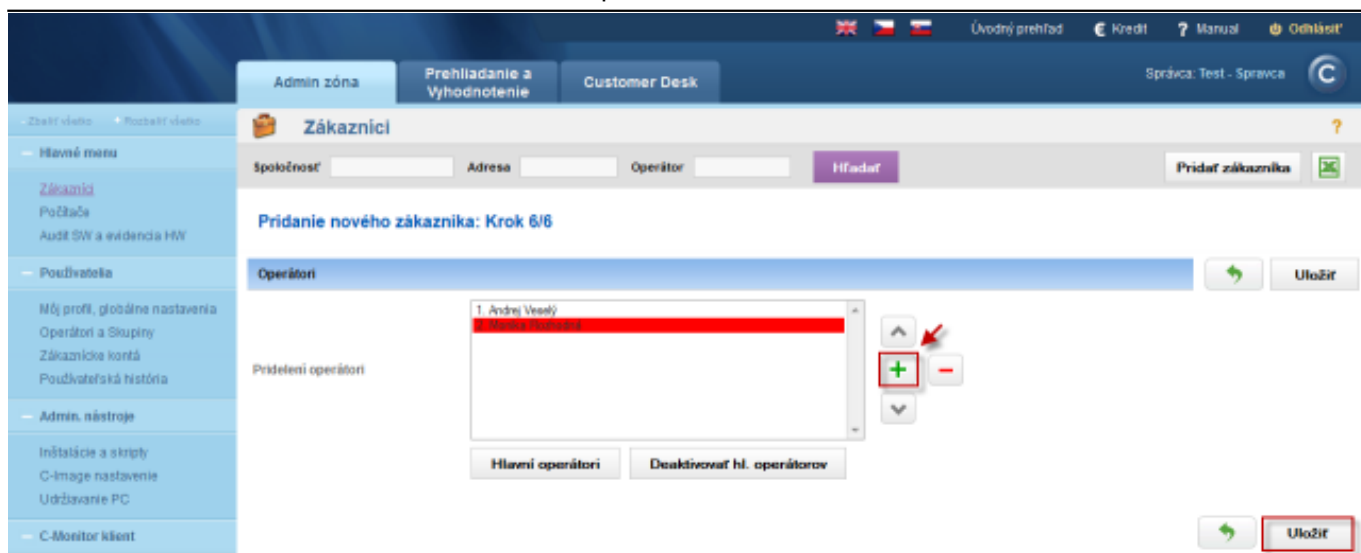 Úvodný prehľad € Kredit ? Manual Odhlásiť
Admin zóna
Prehliadanie a
Vyhodnotenie
Customer Desk
Správca: Test - Spravca
Zbaliť všetko Rozbaliť všetko
Zákazníci ?
Hlavné menu
Spoločnosť Adresa Operátor Hľadať Pridať zákazníka
Zákazníci
Počítače
Audit SW a evidencia HW
Pridanie nového zákaznika: Krok 6/6
Používatelia
Operátori Uložiť
Môj profil, globálne nastavenia
Operátori a Skupiny
Zákaznícke kontá
Používateľská história
1. Andrej Veselý
2. Monika
Pridelení operátori
Admin. nástroje
Inštalácie a skripty
C-Image nastavenie
Udržiavanie PC
Hlavní operátori Deaktivovať hl. operátorov
C-Monitor klient
Uložiť